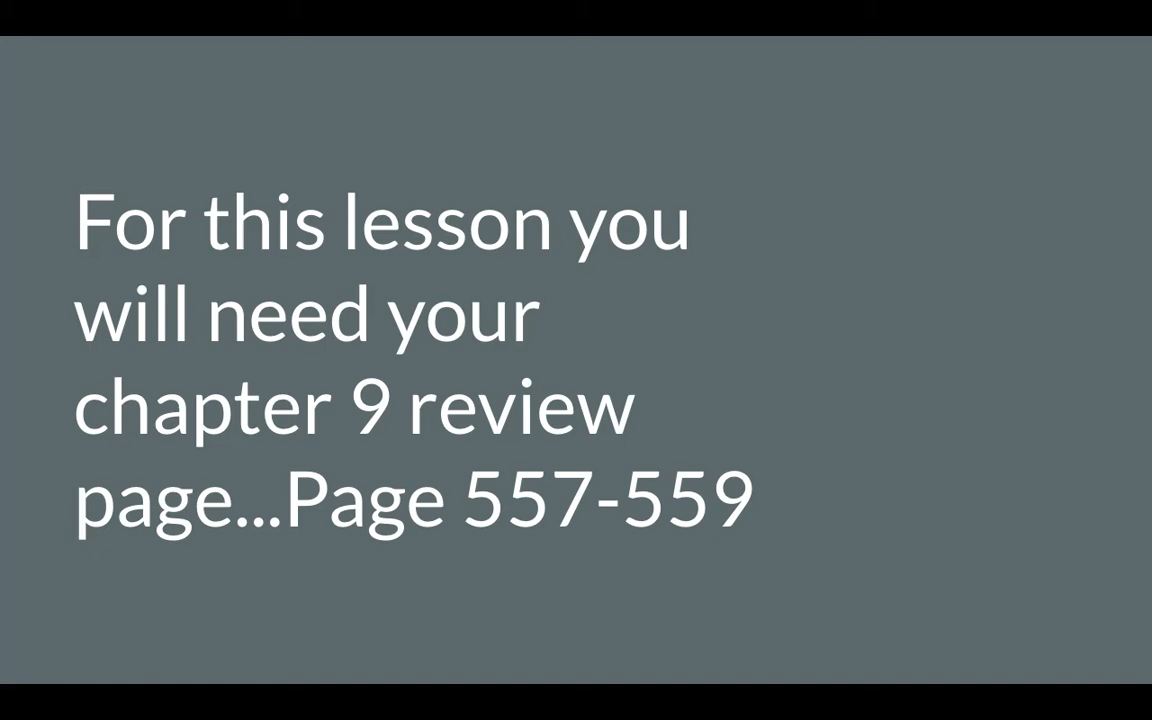 For this lesson you
will need your
chapter 9 review
page...Page 557-559